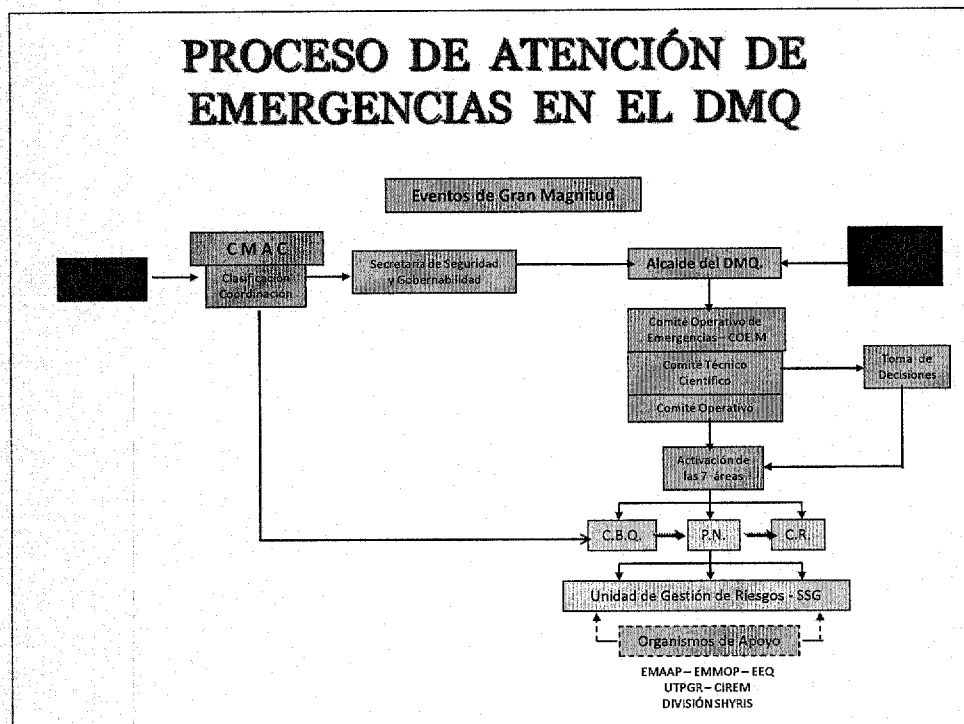 PROCESO DE ATENCIÓN DE
EMERGENCIAS EN EL DMQ
Eventos de Gran Magnitud
C M A C
Clasificación
Coordinación
Secretaría de Seguridad
y Gobernabilidad
Alcalde del DMQ.
Comité Operativo de
Emergencias – COE.M
Comité Técnico
Científico
Comité Operativo
Toma de
Decisiones
Activación de
las 7 áreas
C.B.Q.
P.N.
C.R.
Unidad de Gestión de Riesgos - SSG
Organismos de Apoyo
EMAAP – EMMOP – EEQ
UTPGR – CIREM
DIVISIÓN SHYRIS